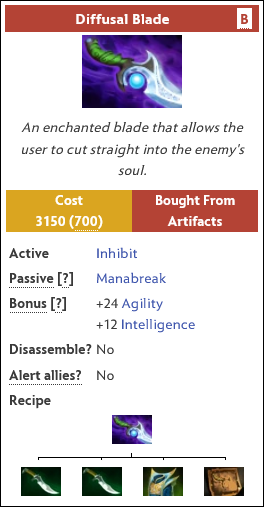 Diffusal Blade B
An enchanted blade that allows the
user to cut straight into the enemy's
soul.
Cost
3150 (700)
Bought From
Artifacts
Active Inhibit
Passive [?] Manabreak
Bonus [?] +24 Agility
+12 Intelligence
Disassemble? No
Alert allies? No
Recipe